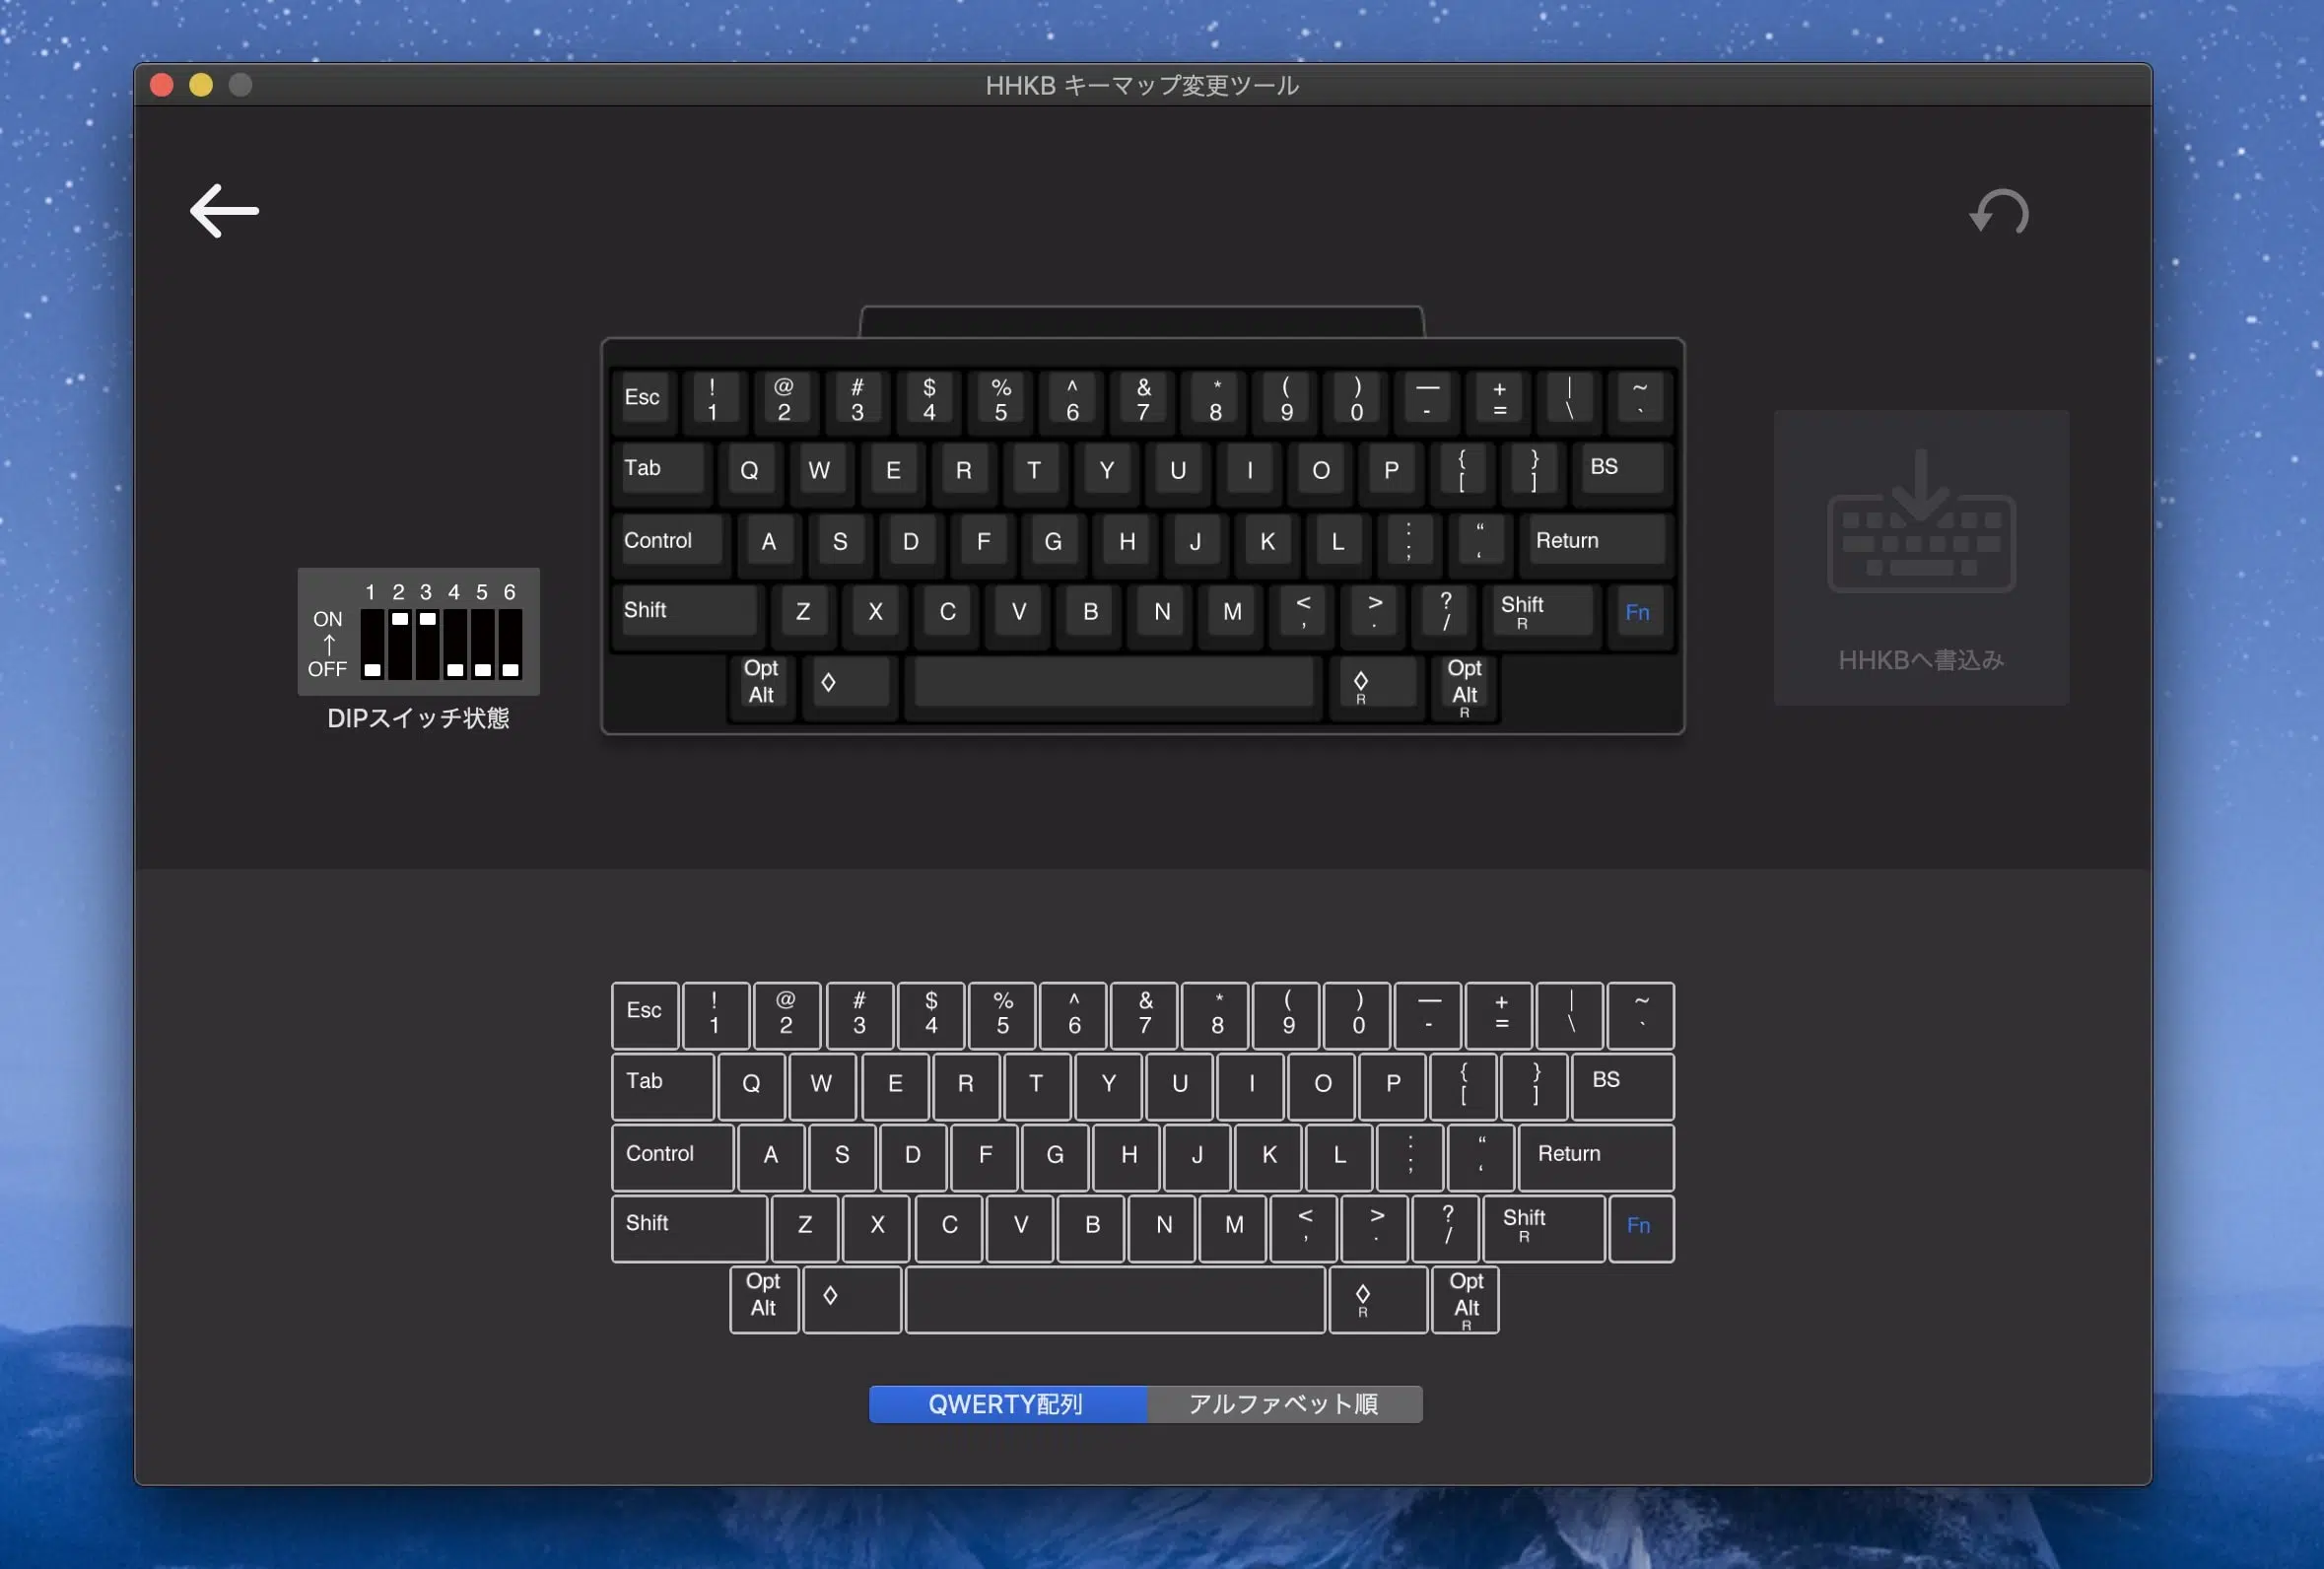 HHKB キーマップ変更ツール
Esc ! 1 @ 2 # 3 $ 4 % 5 ^ 6 & 7 * 8 ( 9 ) 0 — - + = | \ ~ `
Tab Q W E R T Y U I O P { [ } ] BS
Control A S D F G H J K L : ; “ ‘ Return
Shift Z X C V B N M < , > . ? / Shift R Fn
Opt Alt ◇ ◇ R Opt Alt R
1 2 3 4 5 6
ON
↑
OFF
DIPスイッチ状態
HHKBへ書込み
Esc ! 1 @ 2 # 3 $ 4 % 5 ^ 6 & 7 * 8 ( 9 ) 0 — - + = | \ ~ `
Tab Q W E R T Y U I O P { [ } ] BS
Control A S D F G H J K L : ; “ ‘ Return
Shift Z X C V B N M < , > . ? / Shift R Fn
Opt Alt ◇ ◇ R Opt Alt R
QWERTY配列 アルファベット順